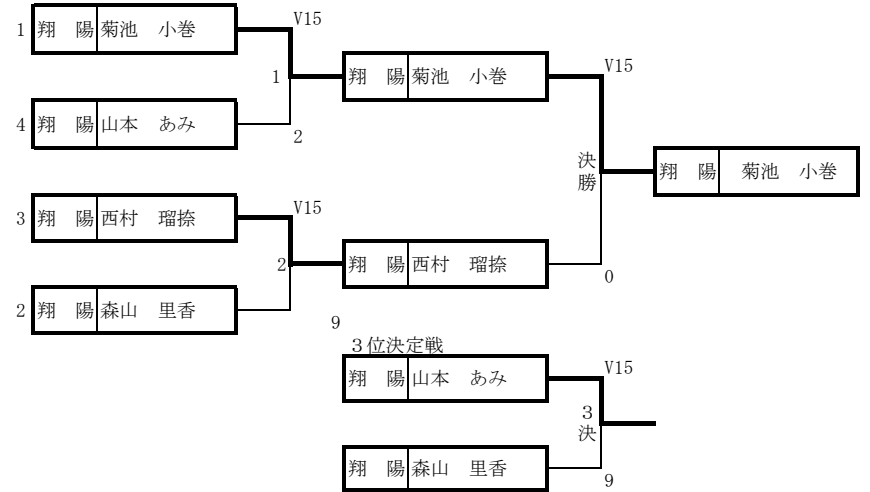 1 翔　陽 菊池　小巻 V15
1 翔　陽 菊池　小巻 V15
4 翔　陽 山本　あみ 2
決勝 翔　陽 菊池　小巻
3 翔　陽 西村　瑠捺 V15
2 翔　陽 西村　瑠捺 0
2 翔　陽 森山　里香
9
３位決定戦
翔　陽 山本　あみ V15
３決
翔　陽 森山　里香 9